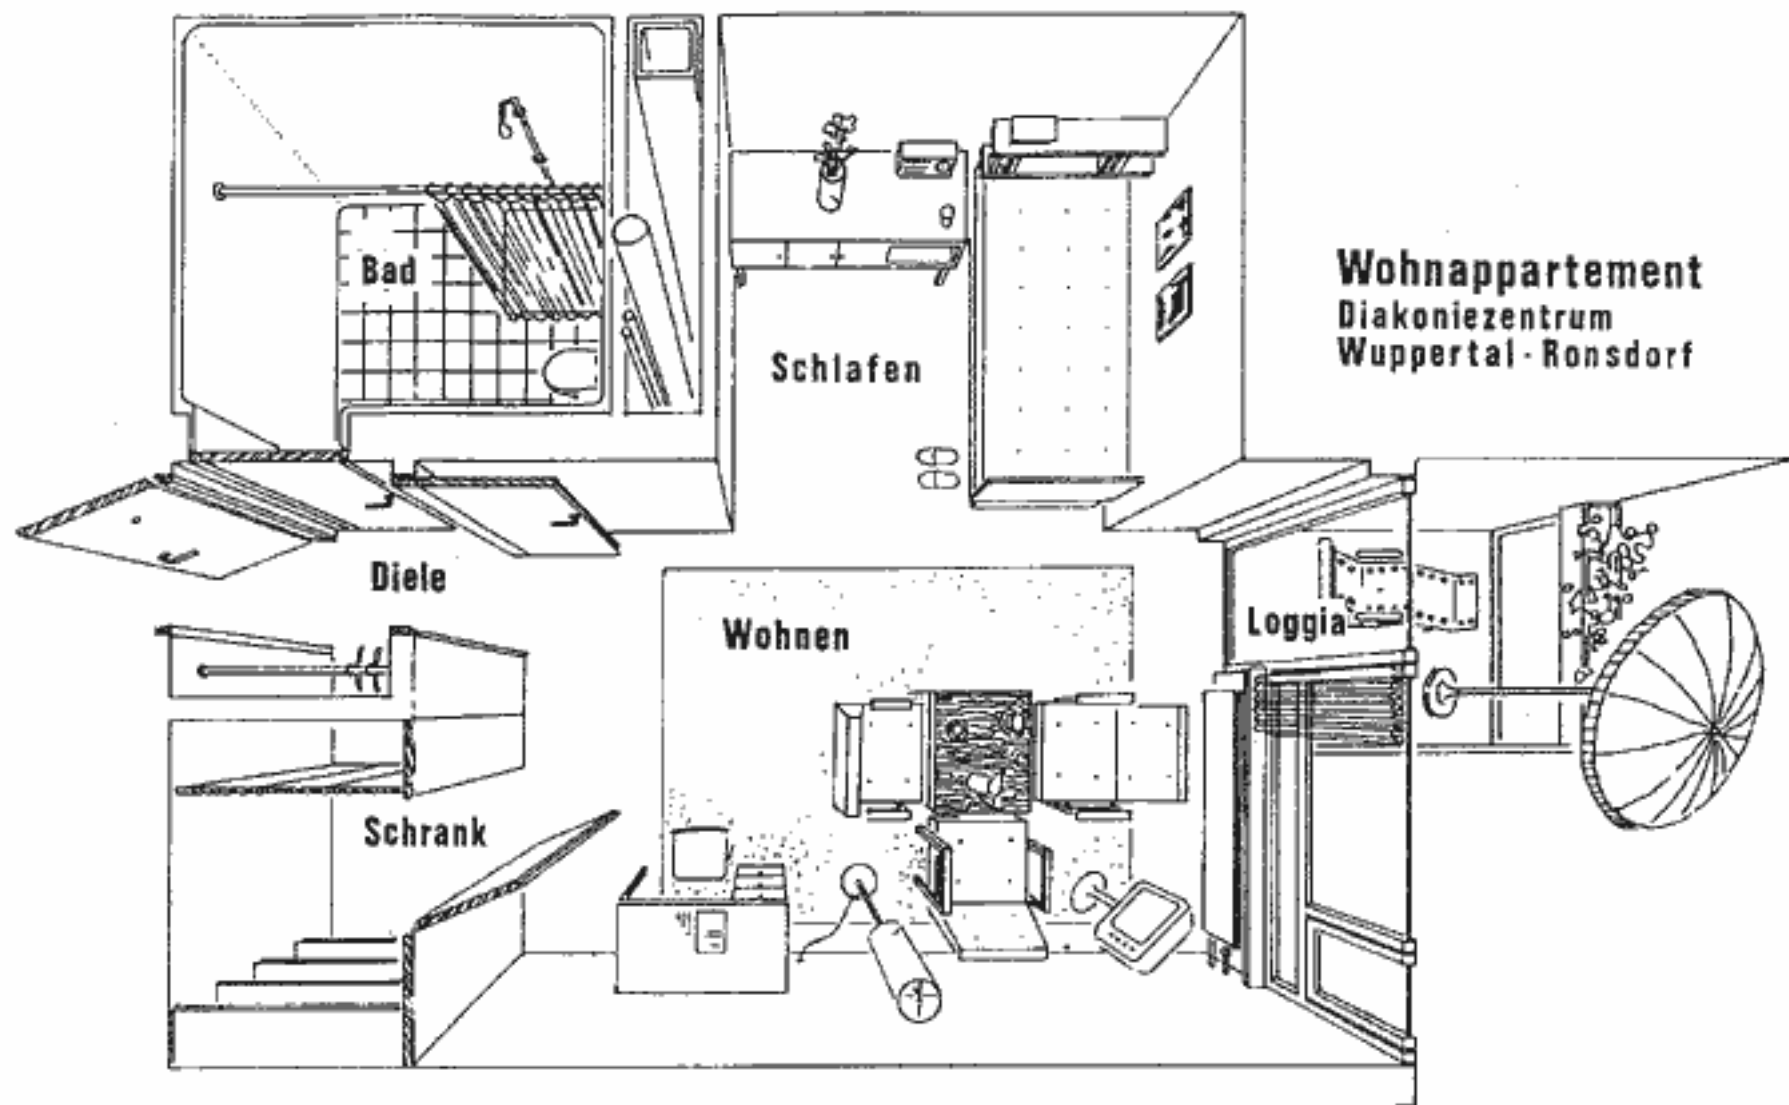 Bad
Schlafen
Wohnappartement
Diakoniezentrum
Wuppertal-Ronsdorf
Diele
Wohnen
Loggia
Schrank